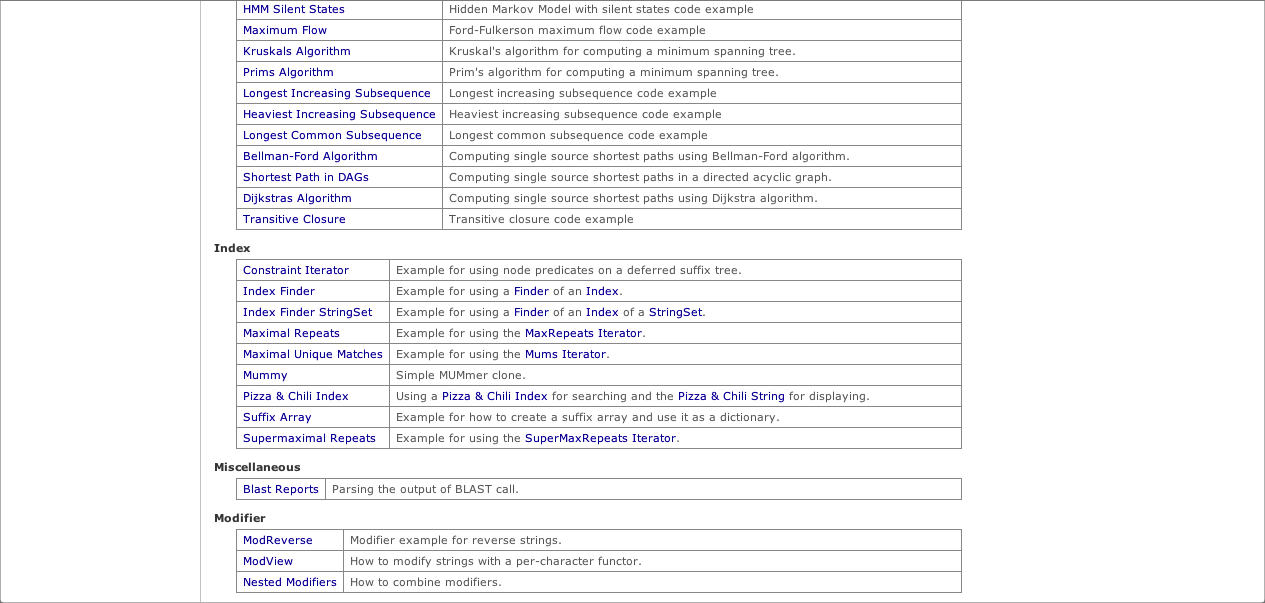 HMM Silent States Hidden Markov Model with silent states code example
Maximum Flow Ford-Fulkerson maximum flow code example
Kruskals Algorithm Kruskal's algorithm for computing a minimum spanning tree.
Prims Algorithm Prim's algorithm for computing a minimum spanning tree.
Longest Increasing Subsequence Longest increasing subsequence code example
Heaviest Increasing Subsequence Heaviest increasing subsequence code example
Longest Common Subsequence Longest common subsequence code example
Bellman-Ford Algorithm Computing single source shortest paths using Bellman-Ford algorithm.
Shortest Path in DAGs Computing single source shortest paths in a directed acyclic graph.
Dijkstras Algorithm Computing single source shortest paths using Dijkstra algorithm.
Transitive Closure Transitive closure code example
Index
Constraint Iterator Example for using node predicates on a deferred suffix tree.
Index Finder Example for using a Finder of an Index.
Index Finder StringSet Example for using a Finder of an Index of a StringSet.
Maximal Repeats Example for using the MaxRepeats Iterator.
Maximal Unique Matches Example for using the Mums Iterator.
Mummy Simple MUMmer clone.
Pizza & Chili Index Using a Pizza & Chili Index for searching and the Pizza & Chili String for displaying.
Suffix Array Example for how to create a suffix array and use it as a dictionary.
Supermaximal Repeats Example for using the SuperMaxRepeats Iterator.
Miscellaneous
Blast Reports Parsing the output of BLAST call.
Modifier
ModReverse Modifier example for reverse strings.
ModView How to modify strings with a per-character functor.
Nested Modifiers How to combine modifiers.